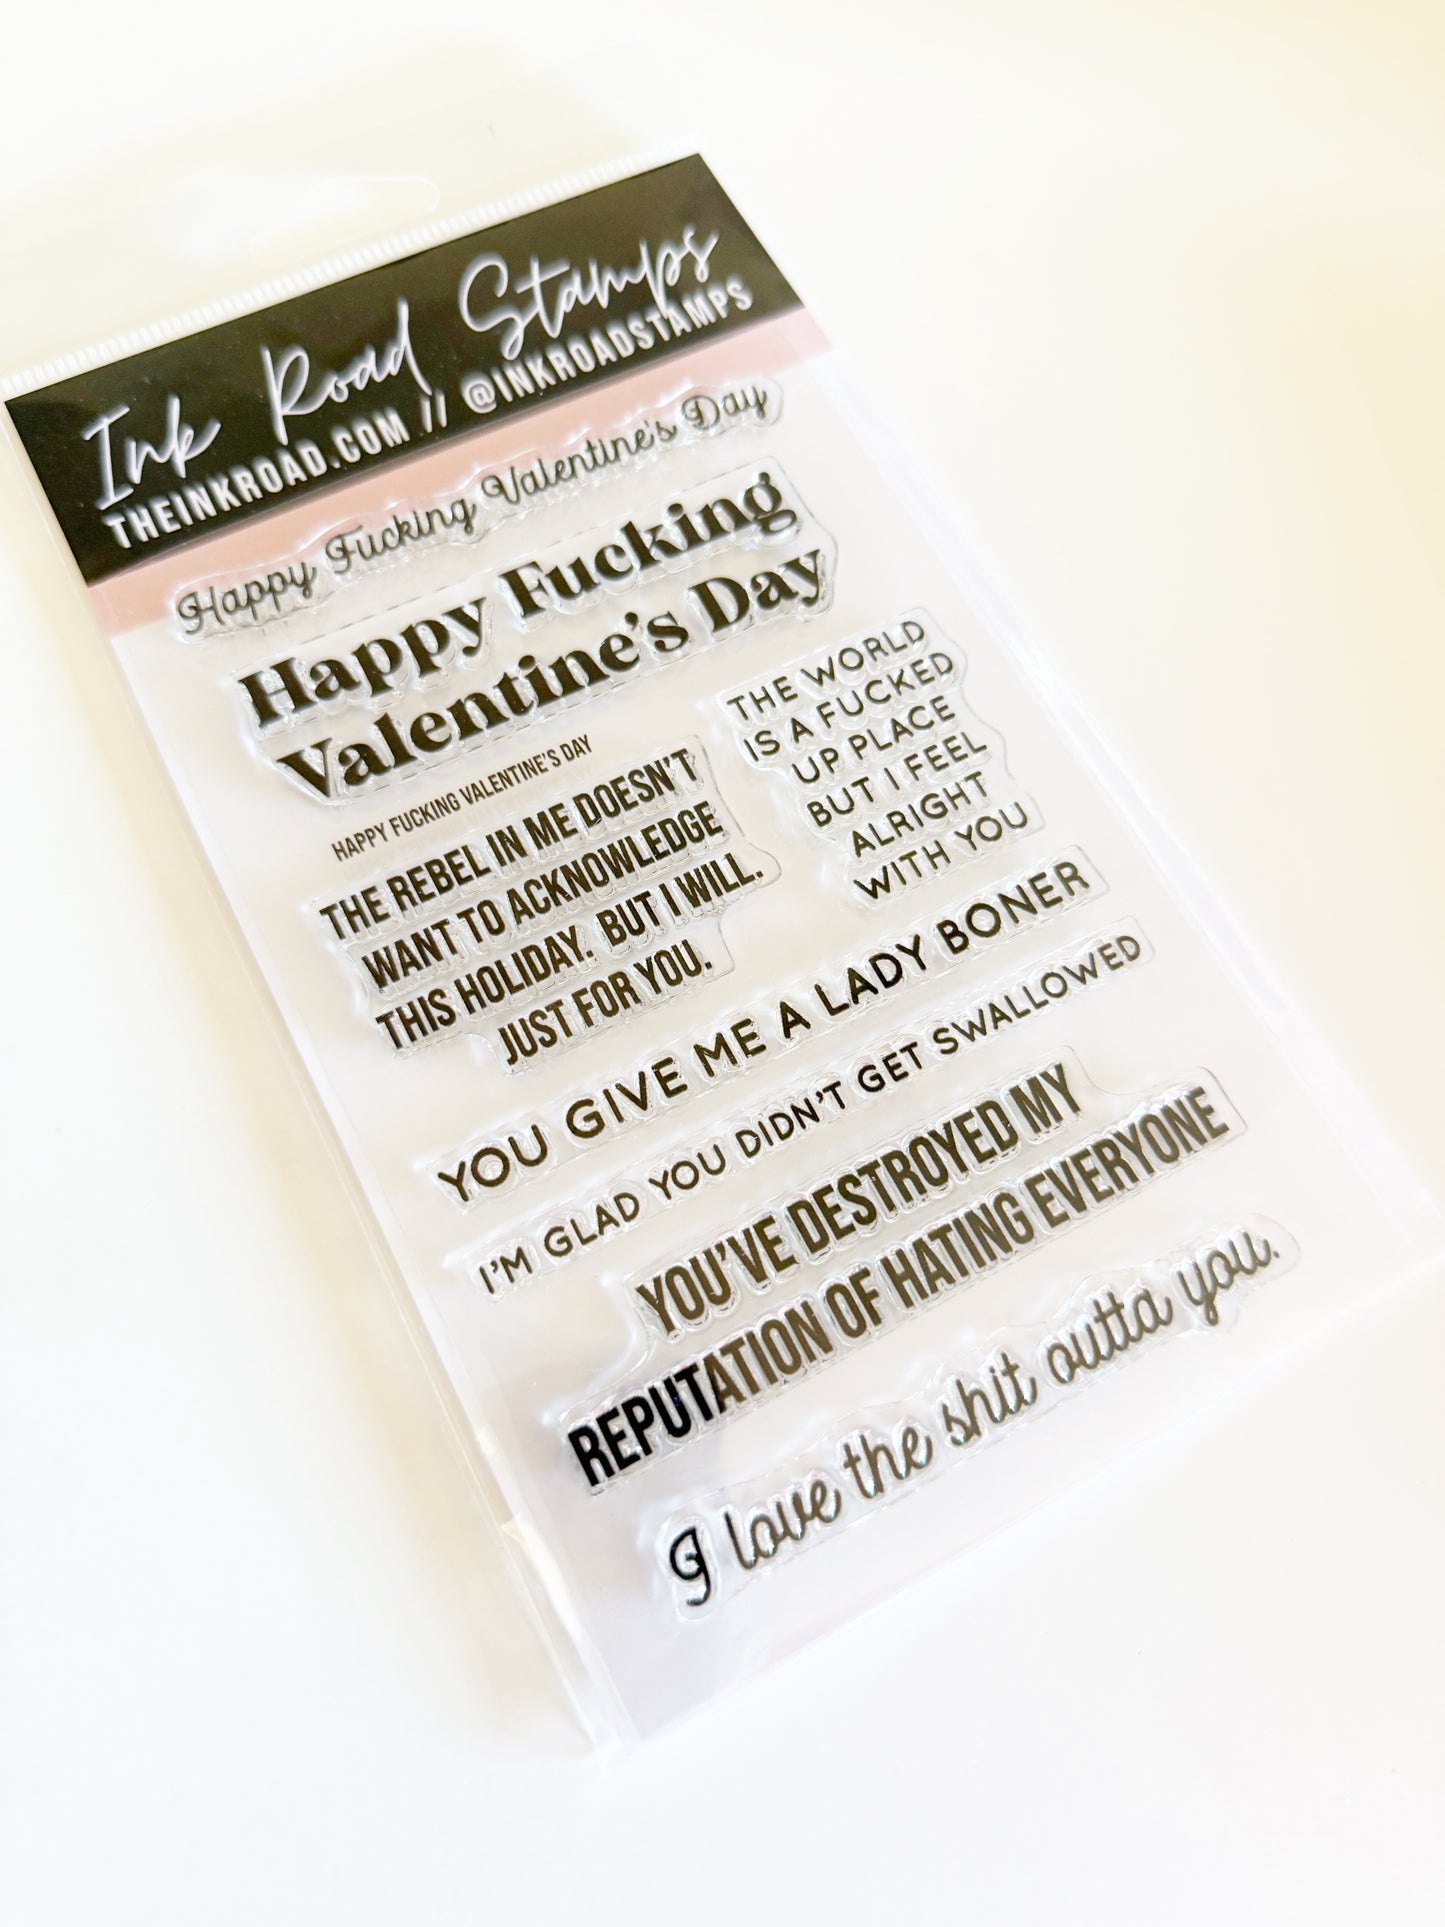 Ink Road Stamps
THEINKROAD.COM // @INKROADSTAMPS
Happy Fucking Valentine's Day
Happy Fucking
Valentine's Day
HAPPY FUCKING VALENTINE'S DAY
THE REBEL IN ME DOESN'T
WANT TO ACKNOWLEDGE
THIS HOLIDAY. BUT I WILL.
JUST FOR YOU.
THE WORLD
IS A FUCKED
UP PLACE
BUT I FEEL
ALRIGHT
WITH YOU
YOU GIVE ME A LADY BONER
I'M GLAD YOU DIDN'T GET SWALLOWED
YOU'VE DESTROYED MY
REPUTATION OF HATING EVERYONE
I love the shit outta you.